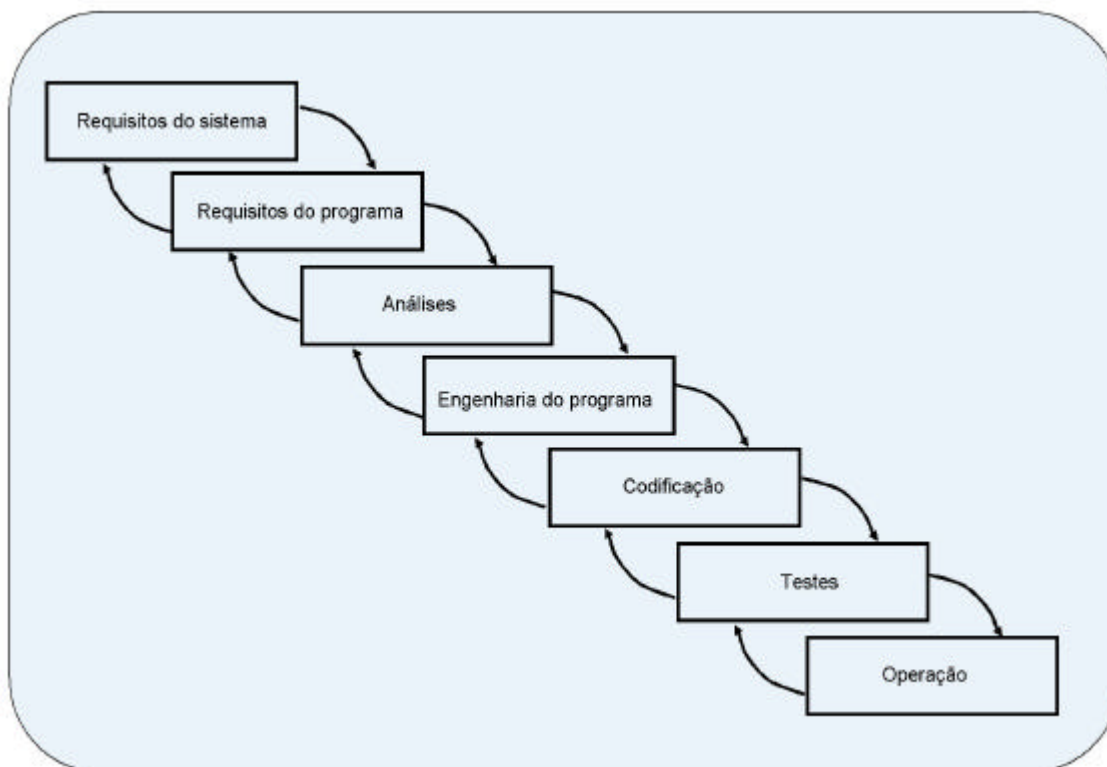 Requisitos do sistema
Requisitos do programa
Análises
Engenharia do programa
Codificação
Testes
Operação